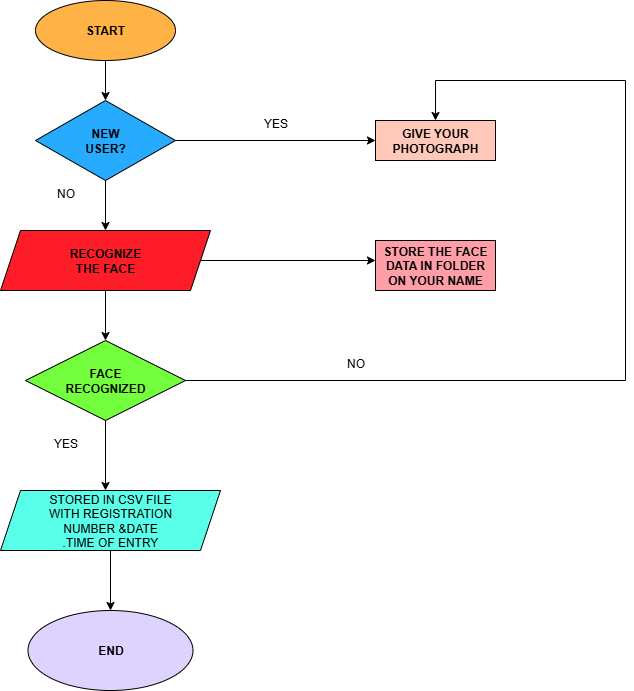 START
NEW
USER?
YES
GIVE YOUR
PHOTOGRAPH
NO
RECOGNIZE
THE FACE
STORE THE FACE
DATA IN FOLDER
ON YOUR NAME
FACE
RECOGNIZED
NO
YES
STORED IN CSV FILE
WITH REGISTRATION
NUMBER &DATE
.TIME OF ENTRY
END